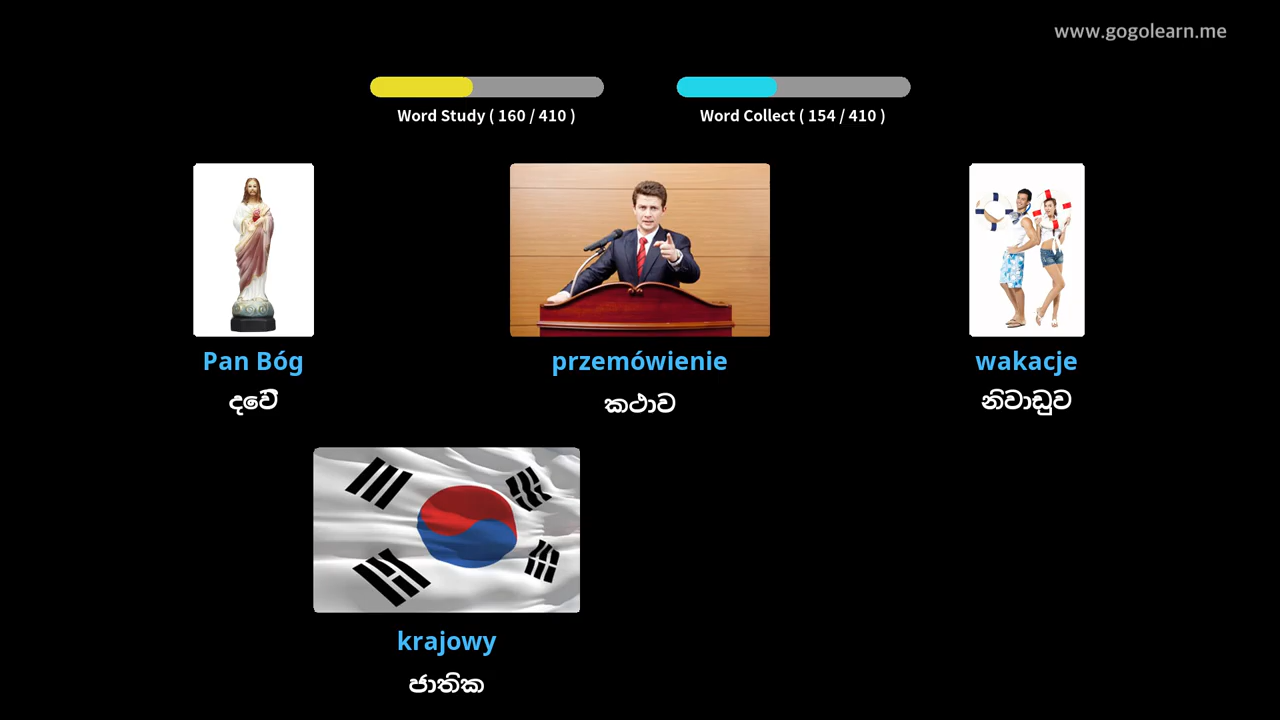 www.gogolearn.me
Word Study ( 160 / 410 )
Word Collect ( 154 / 410 )
Pan Bóg
දෙවේ
przemówienie
කථාව
wakacje
නිවාඩුව
krajowy
ජාතික